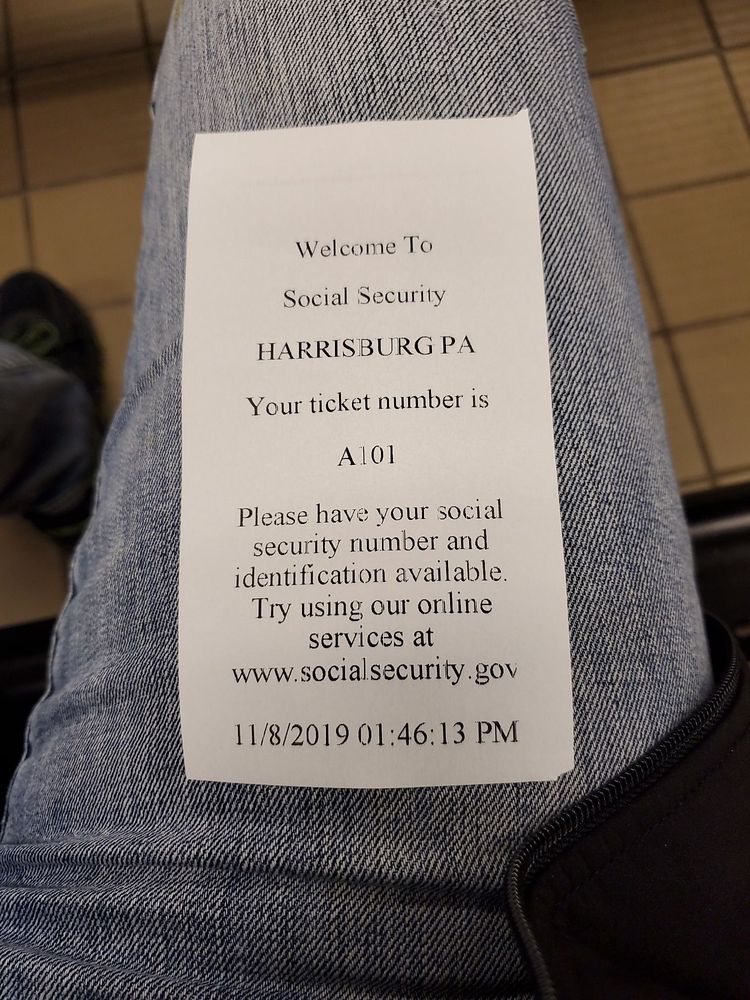 Welcome To
Social Security
HARRISBURG PA
Your ticket number is
A101
Please have your social
security number and
identification available.
Try using our online
services at
www.socialsecurity.gov
11/8/2019 01:46:13 PM